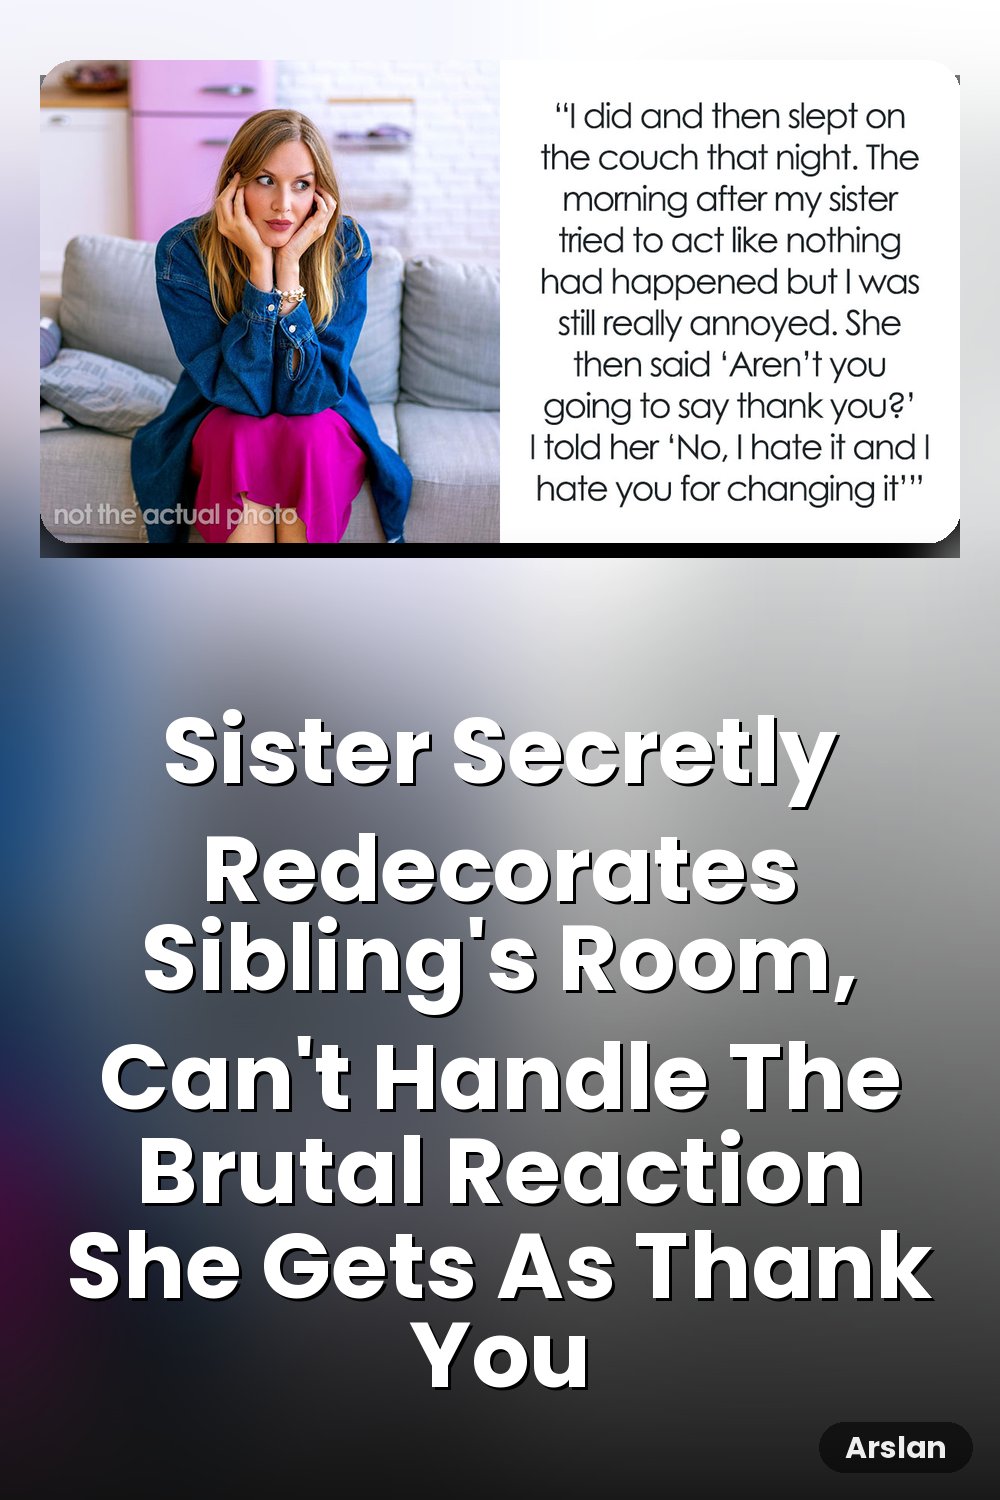 “I did and then slept on
the couch that night. The
morning after my sister
tried to act like nothing
had happened but I was
still really annoyed. She
then said ‘Aren’t you
going to say thank you?’
I told her ‘No, I hate it and I
hate you for changing it’”
not the actual photo
Sister Secretly
Redecorates
Sibling's Room,
Can't Handle The
Brutal Reaction
She Gets As Thank
You
Arslan